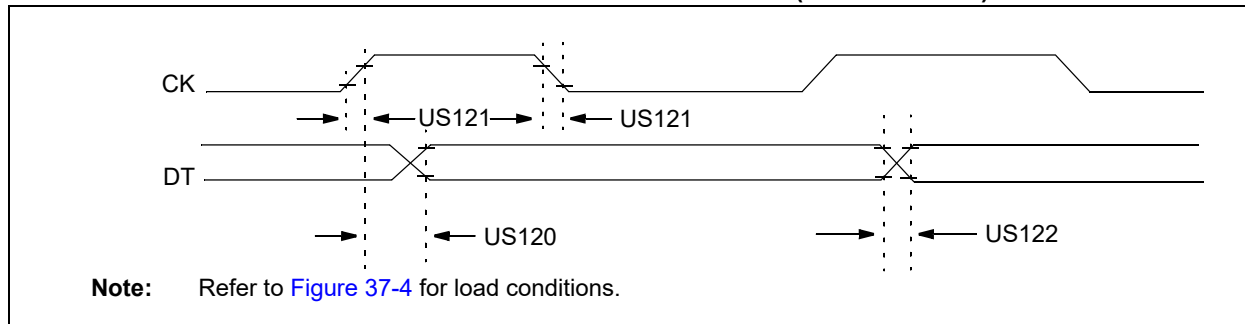 CK
US121 US121
DT
US120 US122
Note: Refer to Figure 37-4 for load conditions.